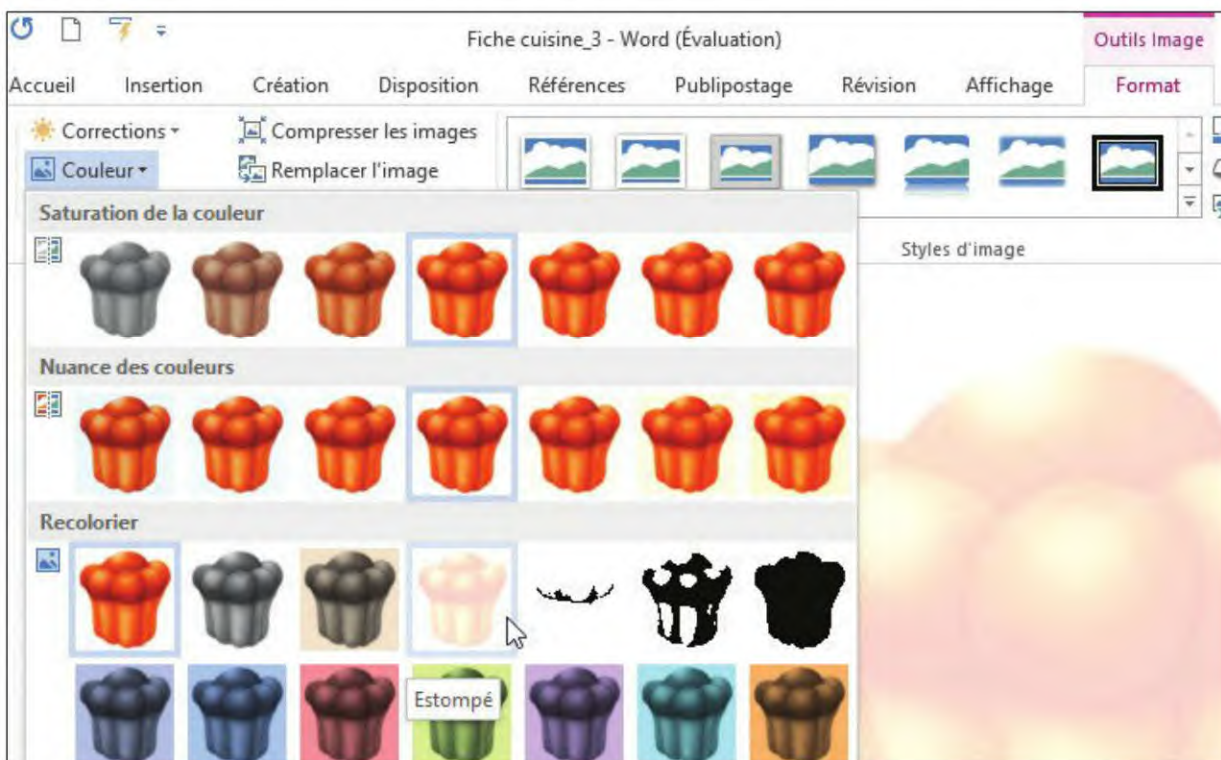 Fiche cuisine_3 - Word (Évaluation)
Outils Image
Accueil Insertion Création Disposition Références Publipostage Révision Affichage Format
Corrections
Compresser les images
Couleur
Remplacer l'image
Styles d'image
Saturation de la couleur
Nuance des couleurs
Recolorier
Estompé